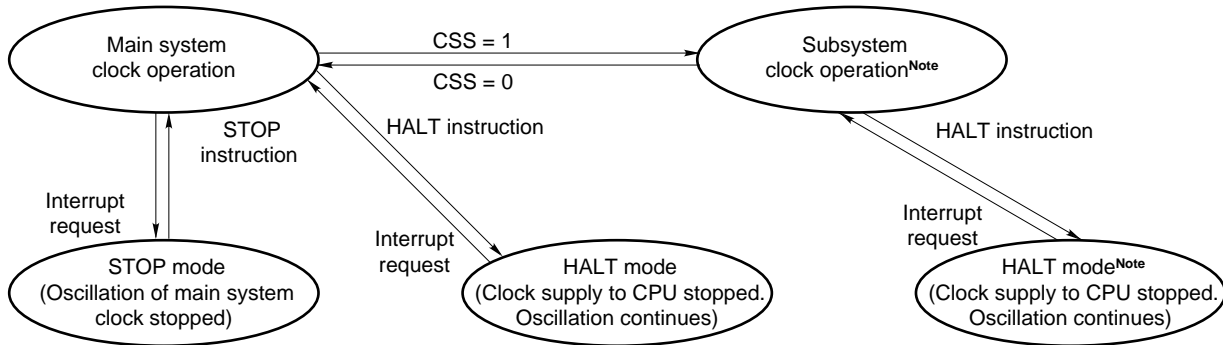 Main system
clock operation
CSS = 1
CSS = 0
Subsystem
clock operationNote
STOP
instruction
HALT instruction
HALT instruction
Interrupt
request
Interrupt
request
Interrupt
request
STOP mode
(Oscillation of main system
clock stopped)
HALT mode
(Clock supply to CPU stopped.
Oscillation continues)
HALT modeNote
(Clock supply to CPU stopped.
Oscillation continues)